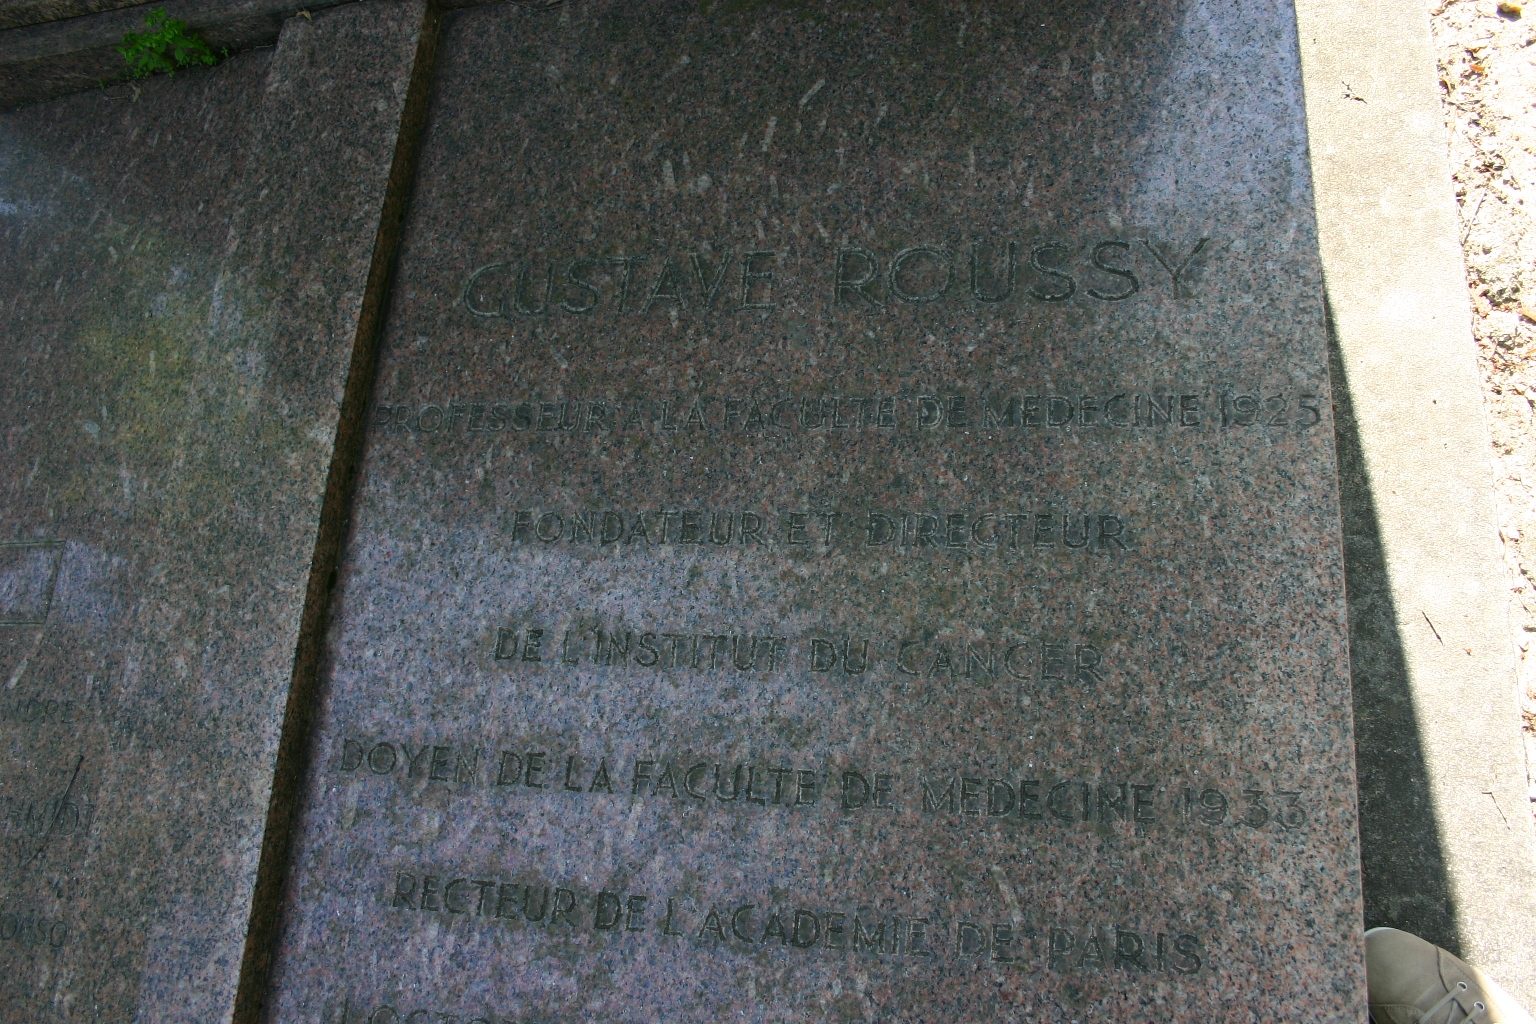 GUSTAVE ROUSSY
PROFESSEUR A LA FACULTE DE MEDECINE 1925
FONDATEUR ET DIRECTEUR
DE L'INSTITUT DU CANCER
DOYEN DE LA FACULTE DE MEDECINE 1933
RECTEUR DE L'ACADEMIE DE PARIS